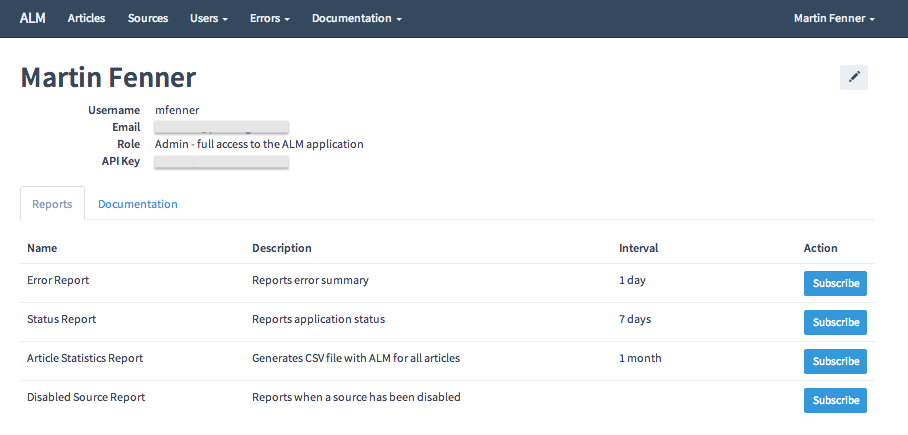 ALM Articles Sources Users Errors Documentation Martin Fenner
Martin Fenner
Username mfenner
Email
Role Admin - full access to the ALM application
API Key
Reports Documentation
Name Description Interval Action
Error Report Reports error summary 1 day Subscribe
Status Report Reports application status 7 days Subscribe
Article Statistics Report Generates CSV file with ALM for all articles 1 month Subscribe
Disabled Source Report Reports when a source has been disabled Subscribe